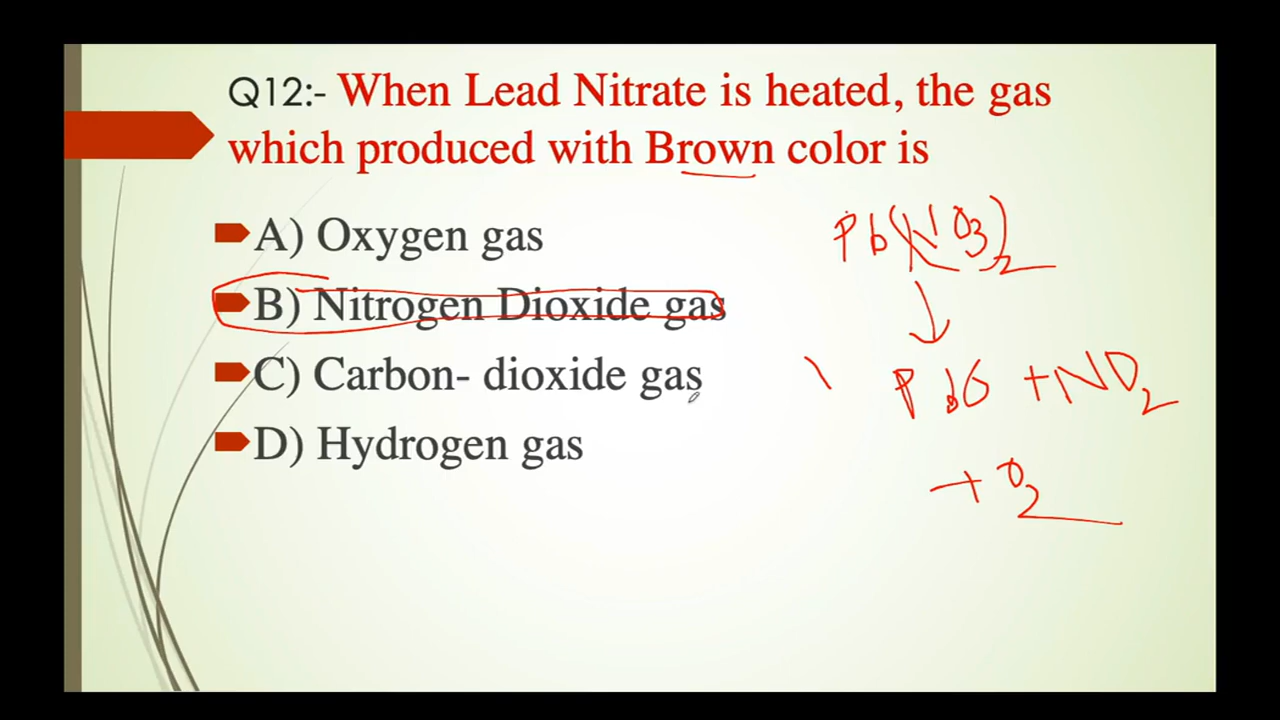 Q12:- When Lead Nitrate is heated, the gas
which produced with Brown color is
A) Oxygen gas
B) Nitrogen Dioxide gas
C) Carbon- dioxide gas
D) Hydrogen gas
Pb(NO3)2
↓
PbO + NO2
+ O2